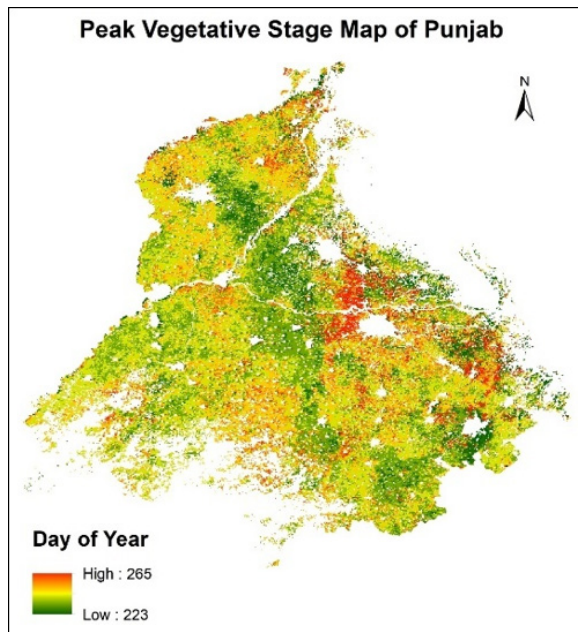 Peak Vegetative Stage Map of Punjab
N
Day of Year
High : 265
Low : 223